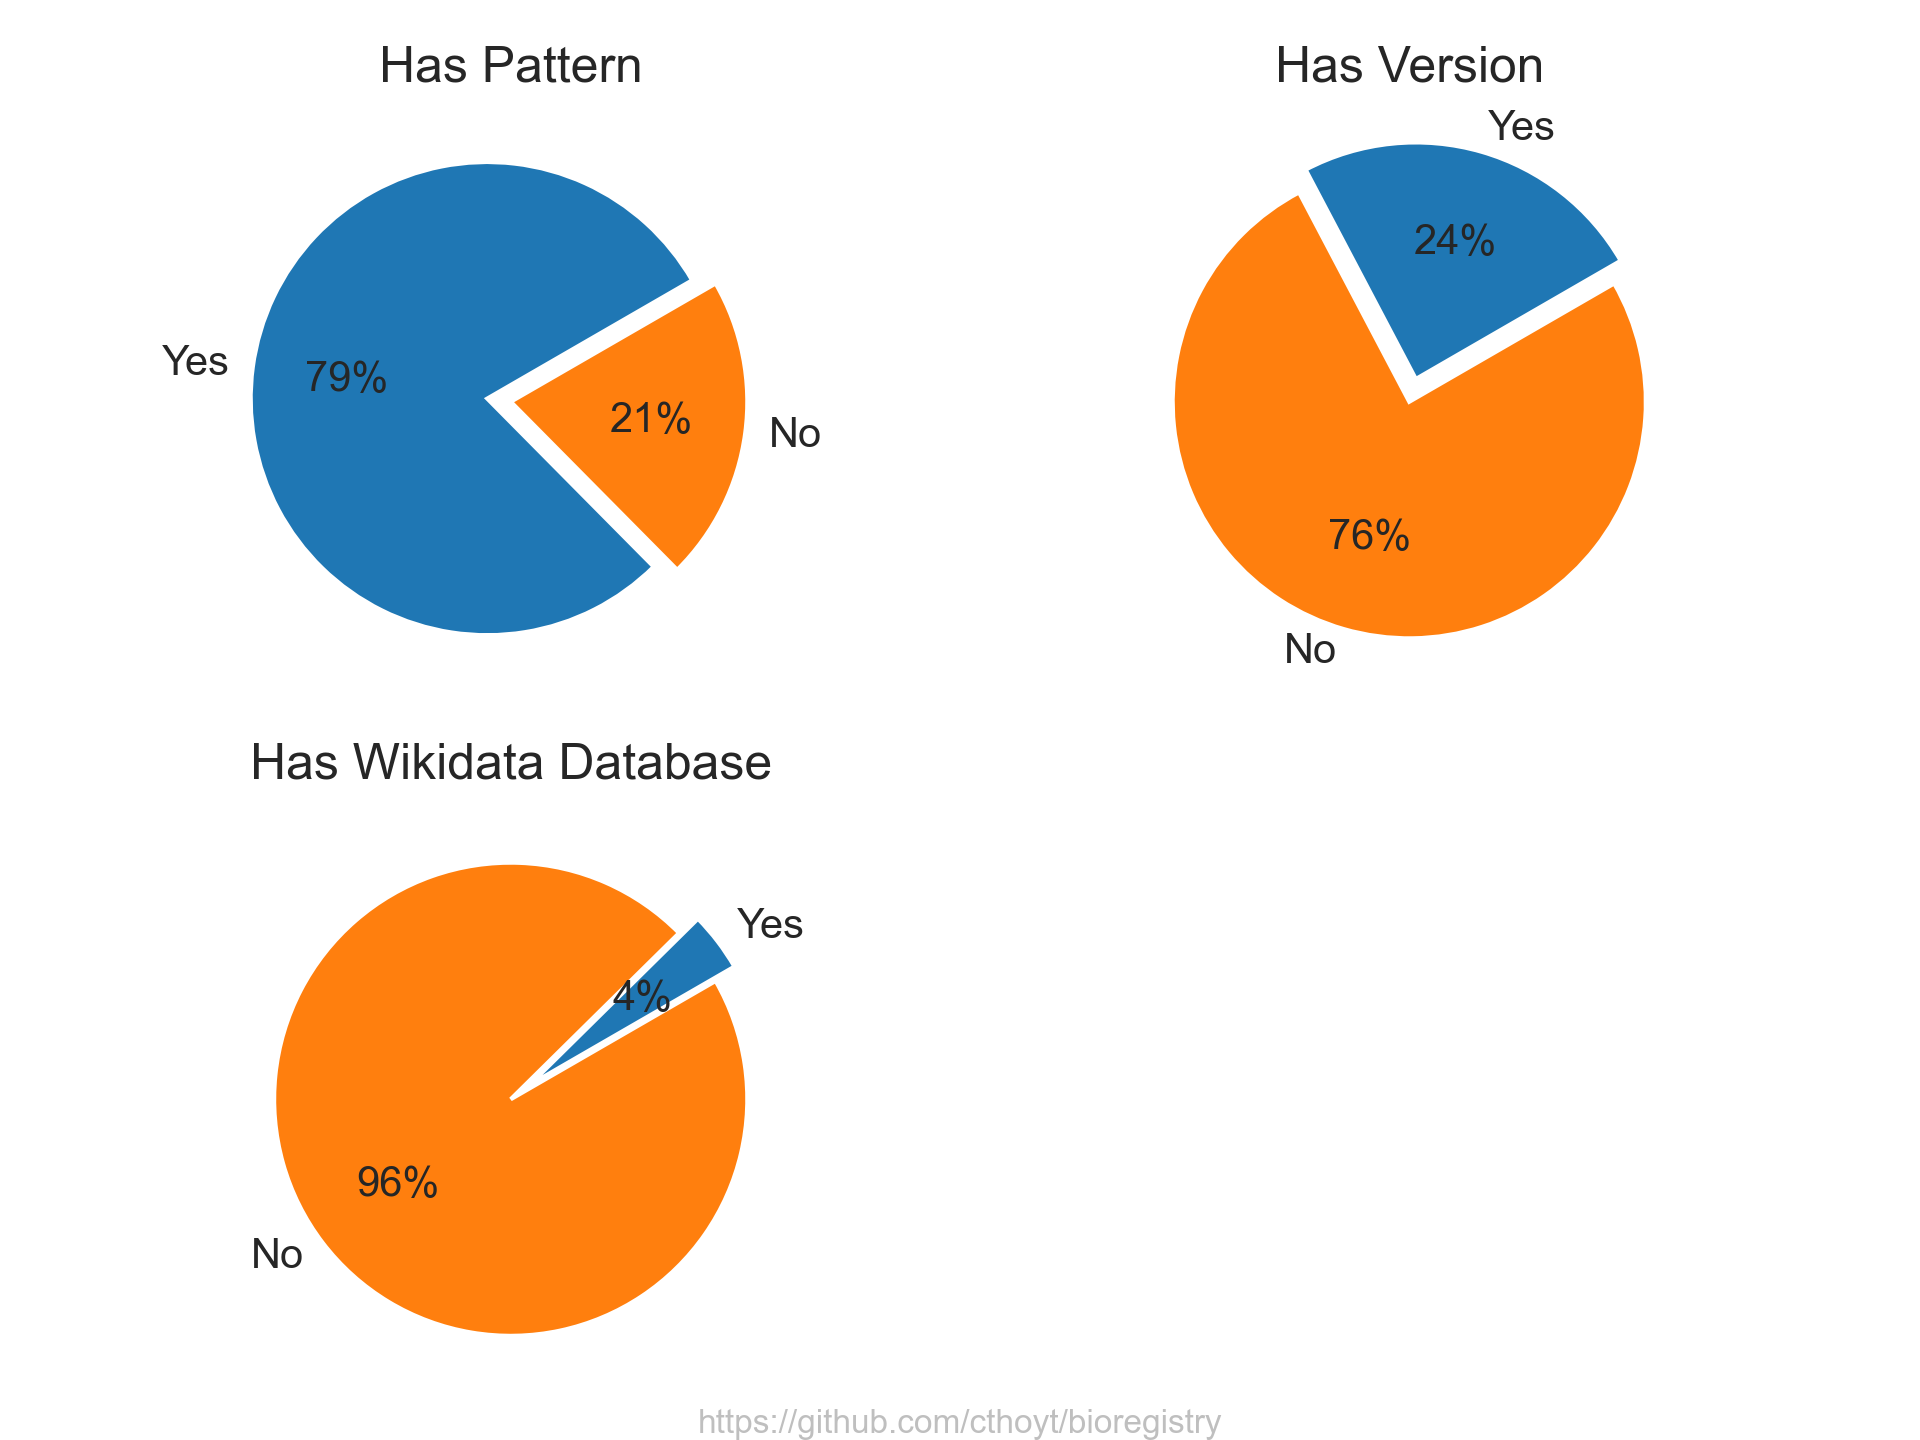 Has Pattern
Yes
79%
21%
No
Has Version
Yes
24%
76%
No
Has Wikidata Database
Yes
4%
96%
No
https://github.com/cthoyt/bioregistry